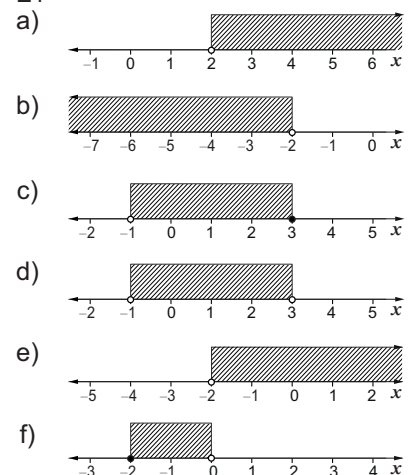 a)
–1 0 1 2 3 4 5 6 x
b)
–7 –6 –5 –4 –3 –2 –1 0 x
c)
–2 –1 0 1 2 3 4 5 x
d)
–2 –1 0 1 2 3 4 5 x
e)
–5 –4 –3 –2 –1 0 1 2 x
f)
–3 –2 –1 0 1 2 3 4 x